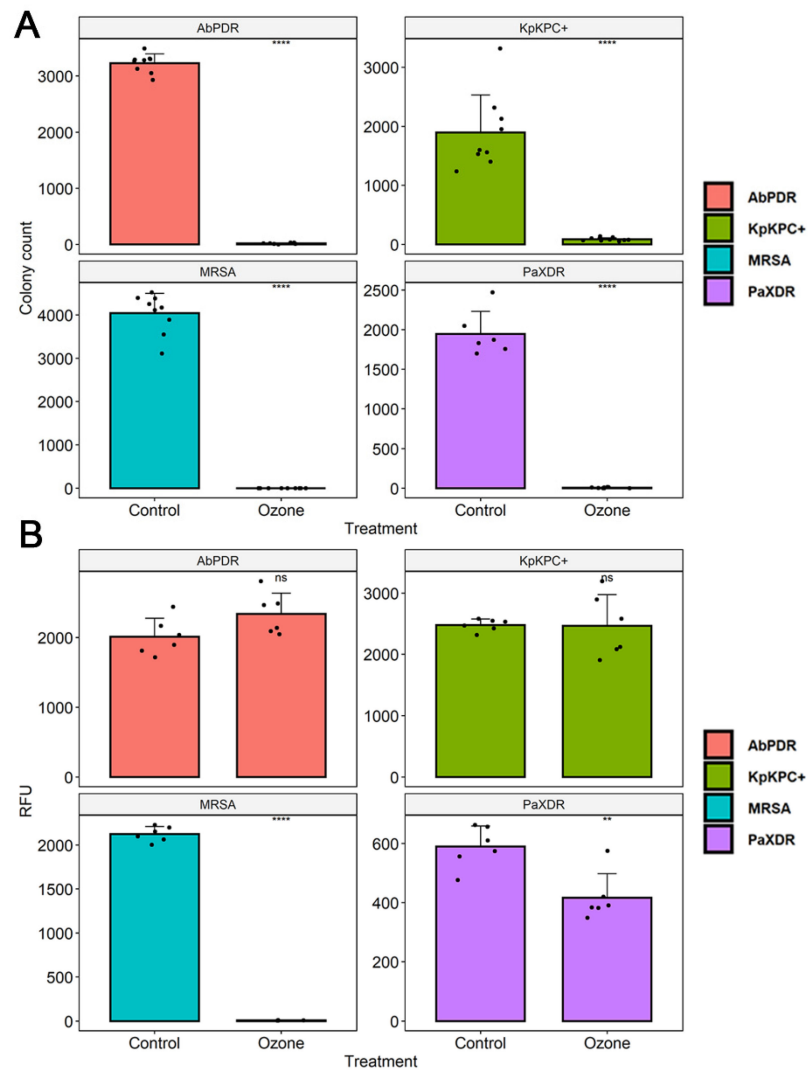 A
AbPDR
KpKPC+
****
****
3000
2000
1000
0
3000
2000
1000
0
Colony count
MRSA
PaXDR
****
****
4000
3000
2000
1000
0
2500
2000
1500
1000
500
0
Control
Ozone
Control
Ozone
Treatment
AbPDR
KpKPC+
MRSA
PaXDR
B
AbPDR
KpKPC+
ns
ns
2000
1000
0
3000
2000
1000
0
RFU
MRSA
PaXDR
****
**
2000
1500
1000
500
0
600
400
200
0
Control
Ozone
Control
Ozone
Treatment
AbPDR
KpKPC+
MRSA
PaXDR